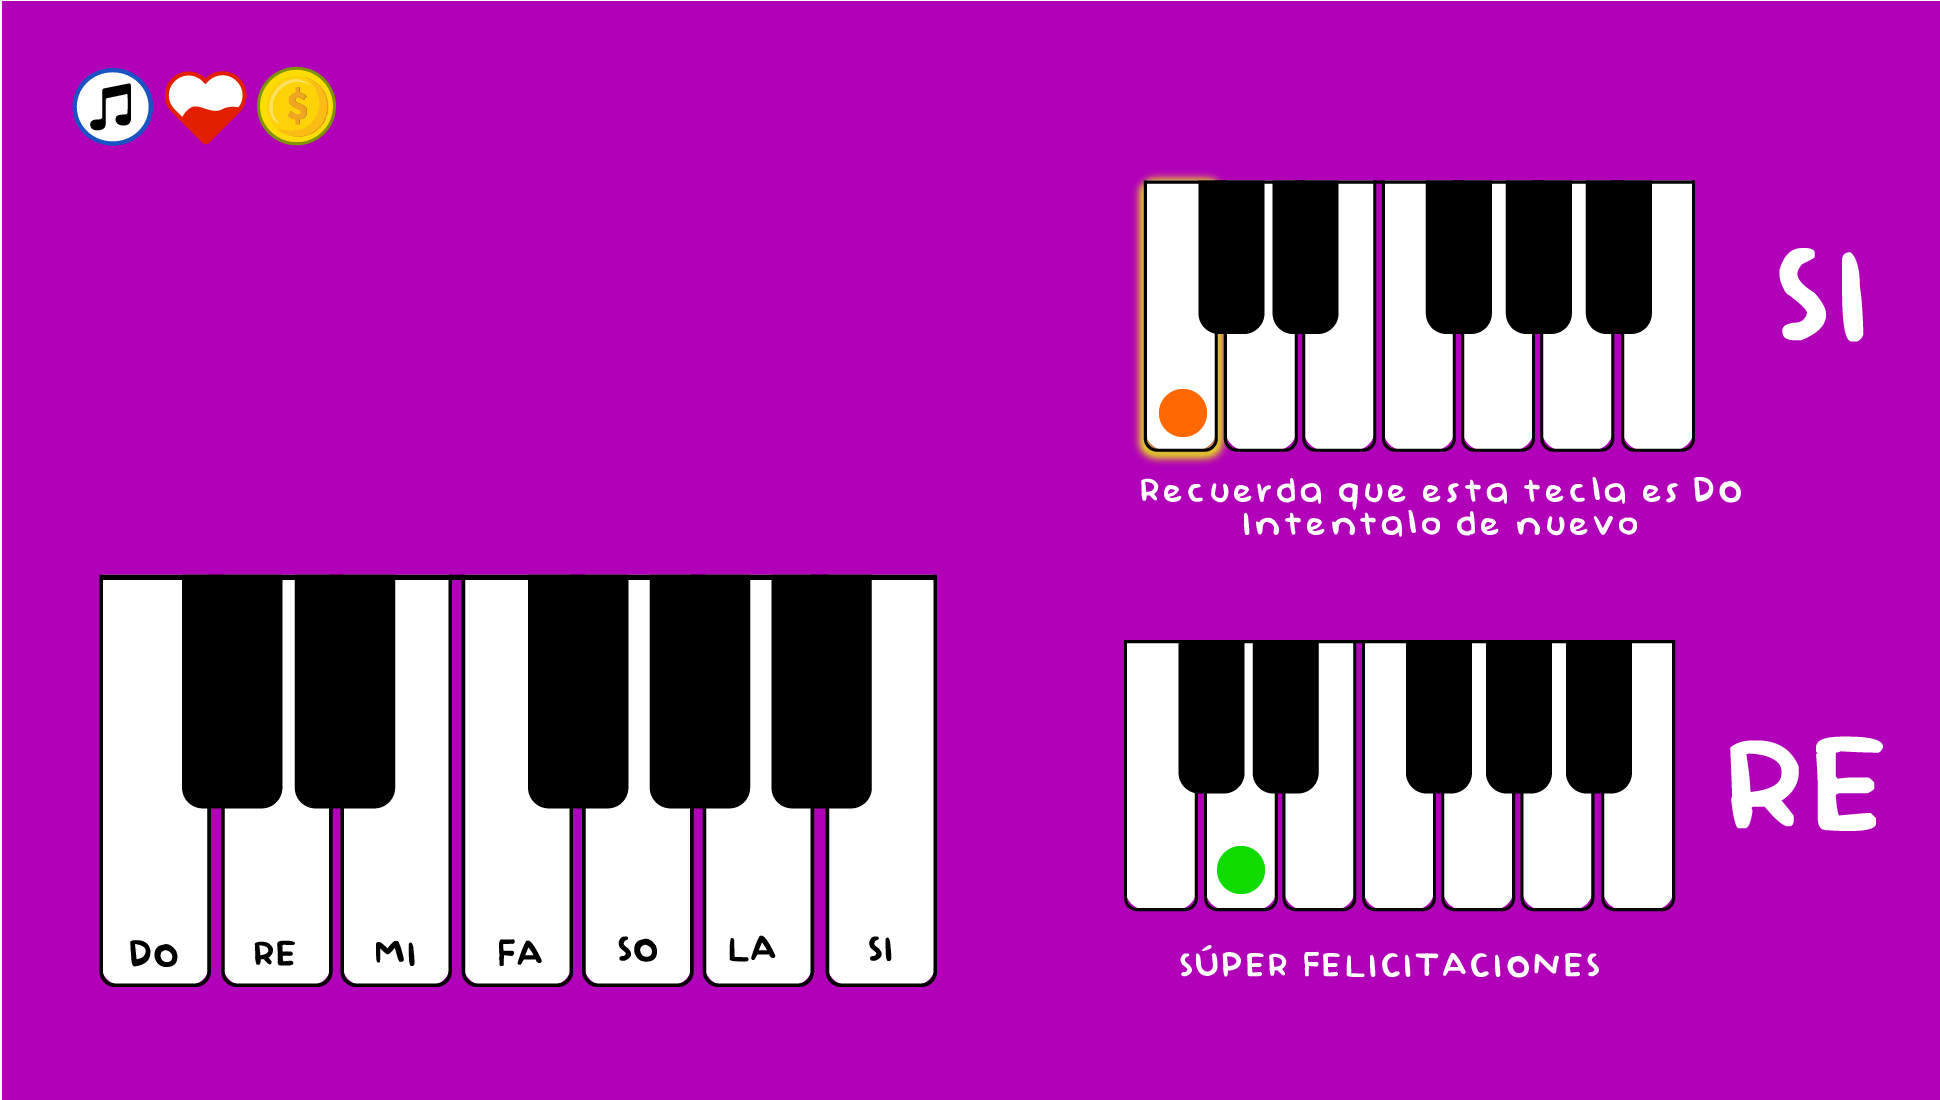 $
SI
Recuerda que esta tecla es Do
Intentalo de nuevo
DO RE MI FA SO LA SI
RE
SÚPER FELICITACIONES